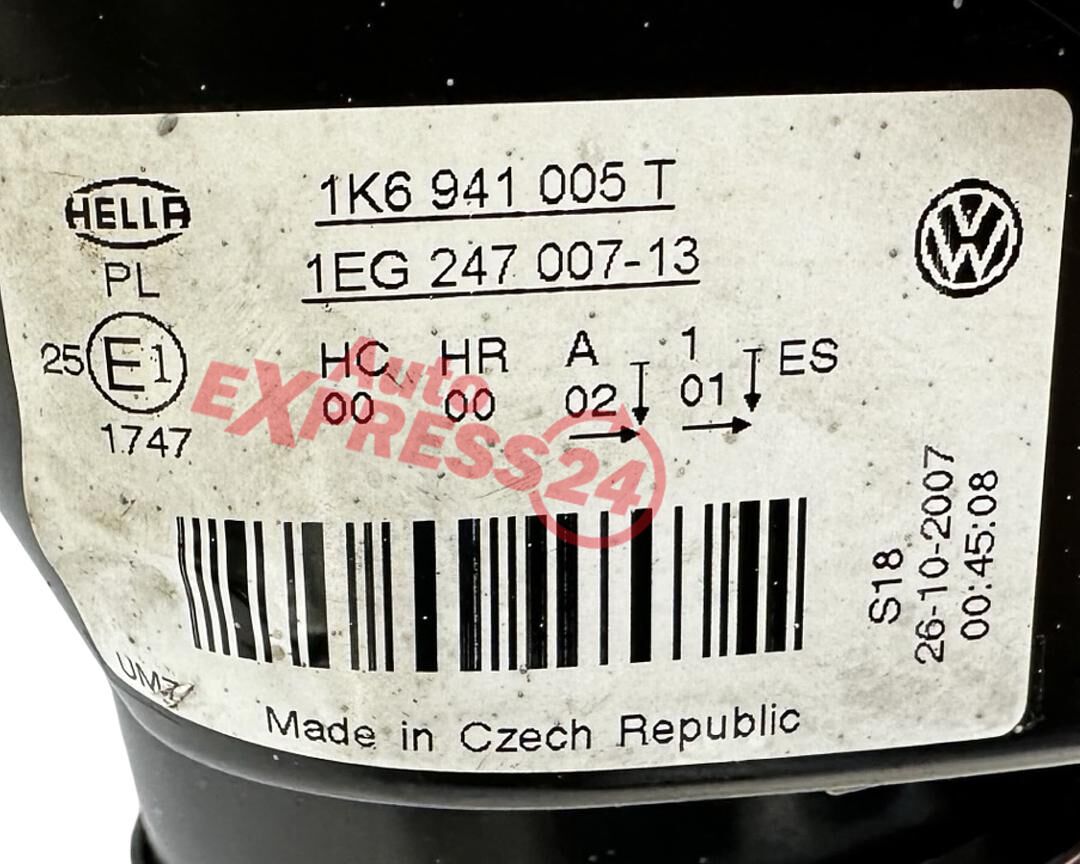 HELLA
PL
1K6 941 005 T
1EG 247 007-13
25 E1
1747
HC HR A 1 ES
00 00 02 01
Auto
EXPRESS24
S18
26-10-2007
00:45:08
Made in Czech Republic